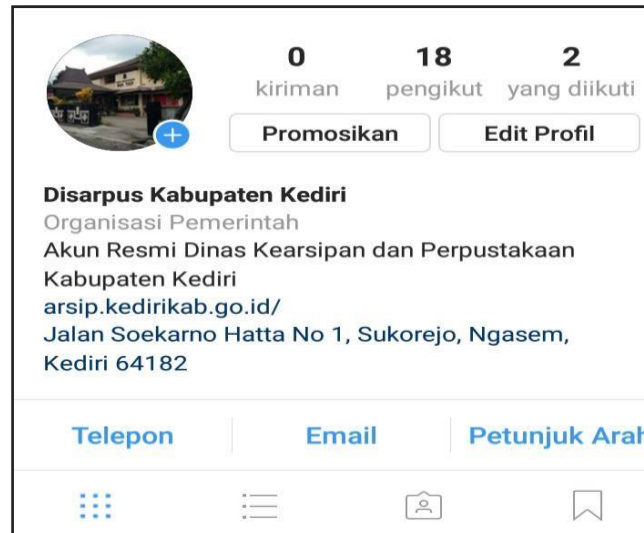 0 18 2
kiriman pengikut yang diikuti
Promosikan Edit Profil
Disarpus Kabupaten Kediri
Organisasi Pemerintah
Akun Resmi Dinas Kearsipan dan Perpustakaan
Kabupaten Kediri
arsip.kedirikab.go.id/
Jalan Soekarno Hatta No 1, Sukorejo, Ngasem,
Kediri 64182
Telepon Email Petunjuk Arah